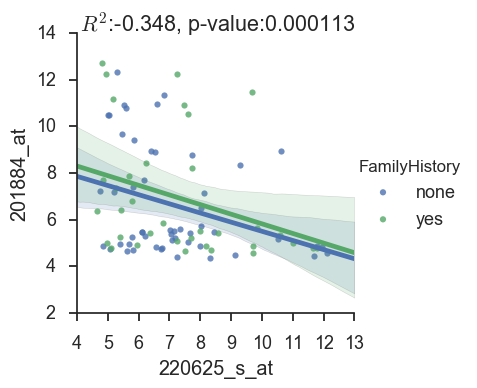 R²:-0.348, p-value:0.000113
14
12
10
8
6
4
2
201884_at
4 5 6 7 8 9 10 11 12 13
220625_s_at
FamilyHistory
none
yes